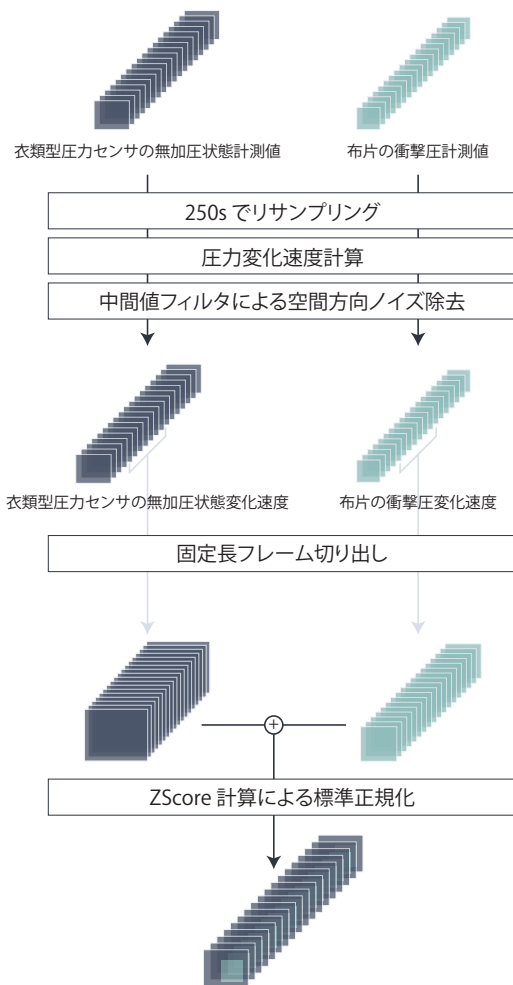 衣類型圧力センサの無加圧状態計測値
布片の衝撃圧計測値
250s でリサンプリング
圧力変化速度計算
中間値フィルタによる空間方向ノイズ除去
衣類型圧力センサの無加圧状態変化速度
布片の衝撃圧変化速度
固定長フレーム切り出し
ZScore 計算による標準正規化